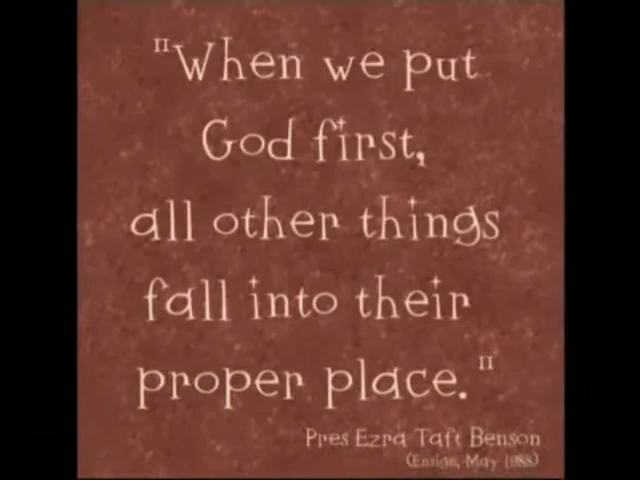 "When we put
God first,
all other things
fall into their
proper place."
Pres Ezra Taft Benson
(Ensign, May 1988)